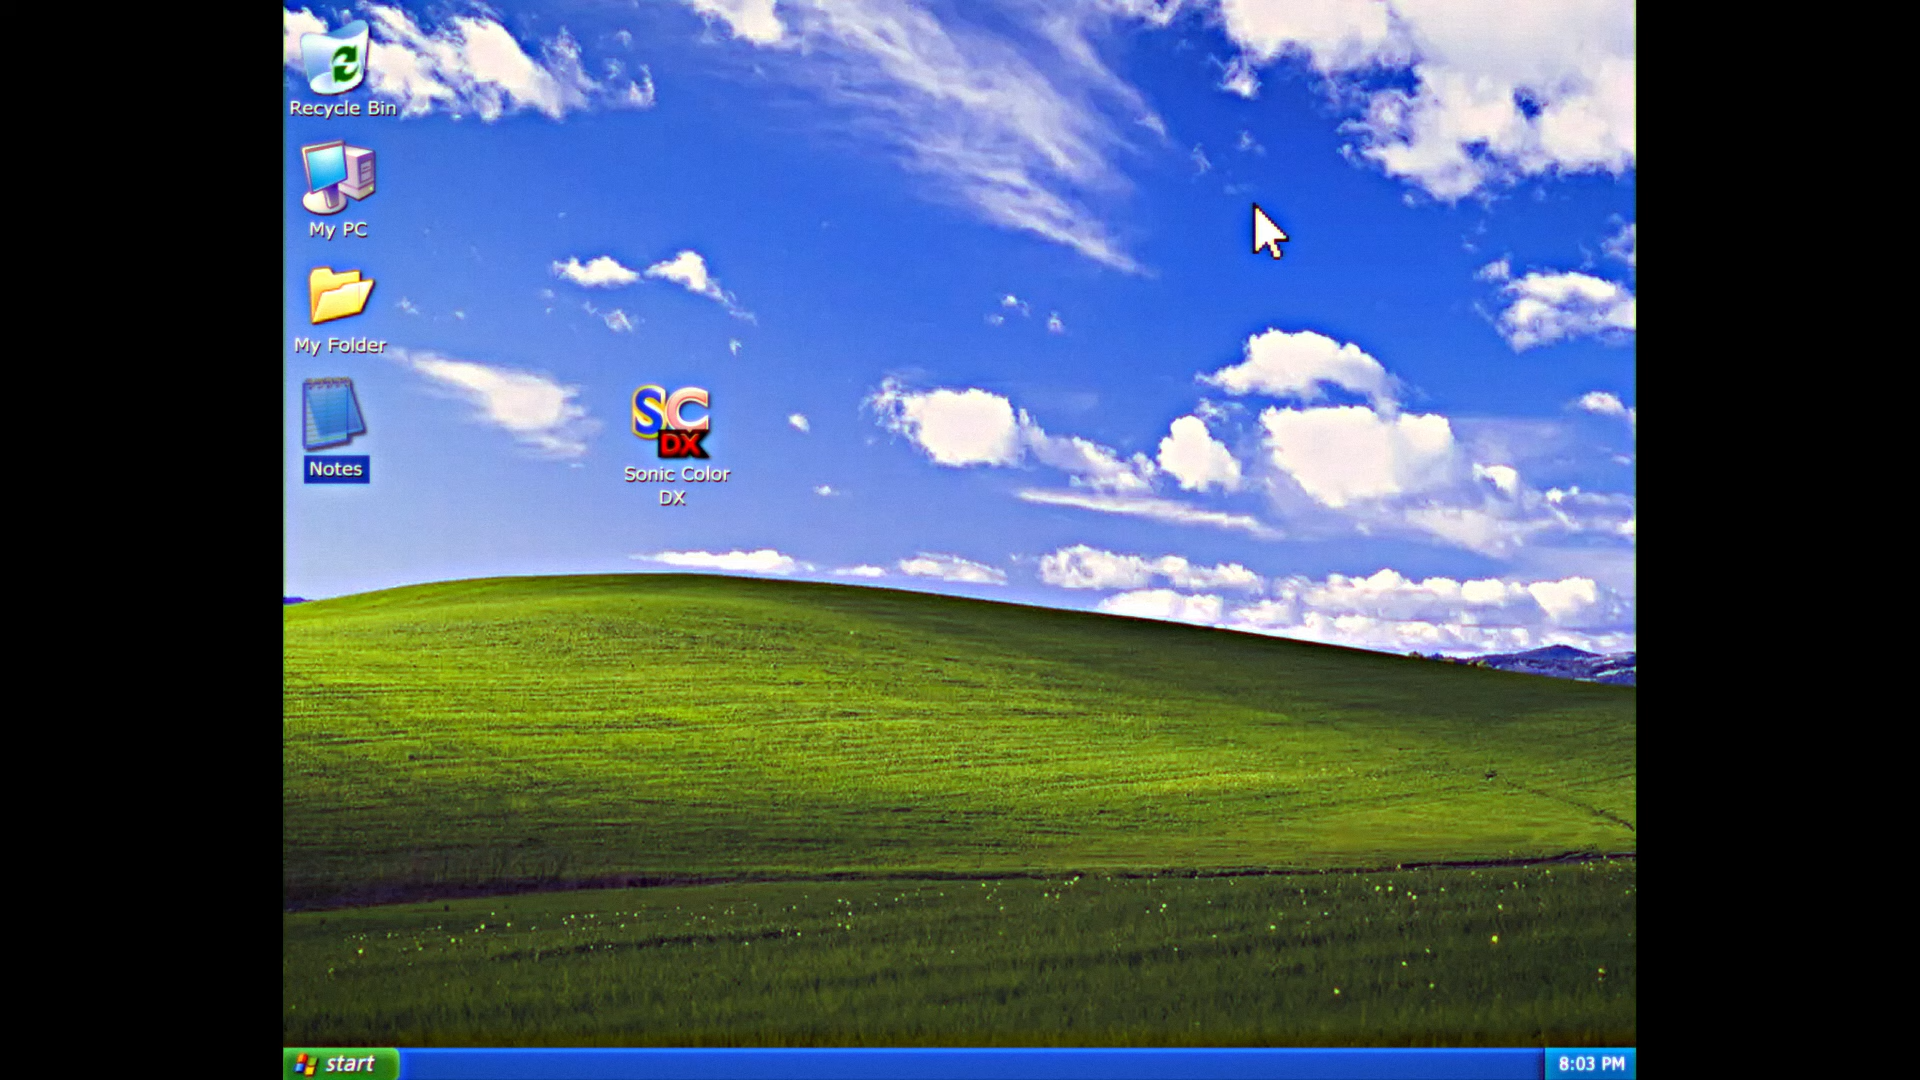 Recycle Bin
My PC
My Folder
Notes
SC
DX
Sonic Color
DX
start
8:03 PM